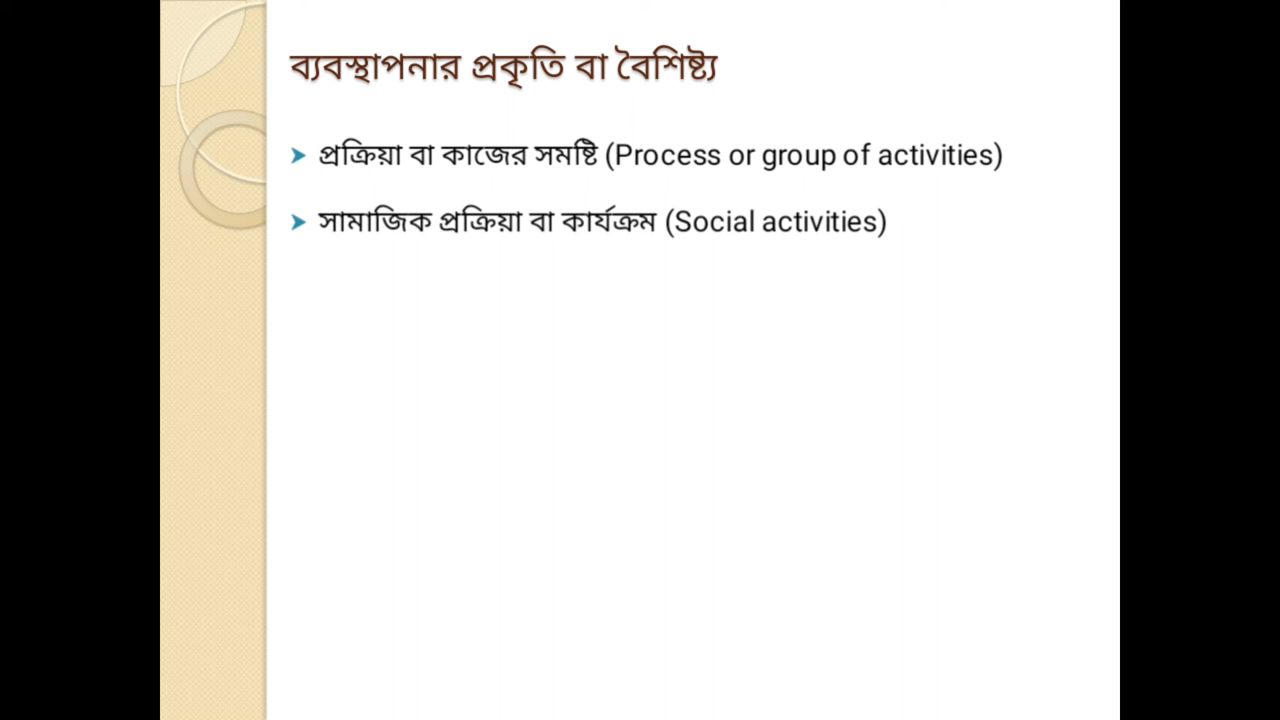 ব্যবস্থাপনার প্রকৃতি বা বৈশিষ্ট্য
প্রক্রিয়া বা কাজের সমষ্টি (Process or group of activities)
সামাজিক প্রক্রিয়া বা কার্যক্রম (Social activities)